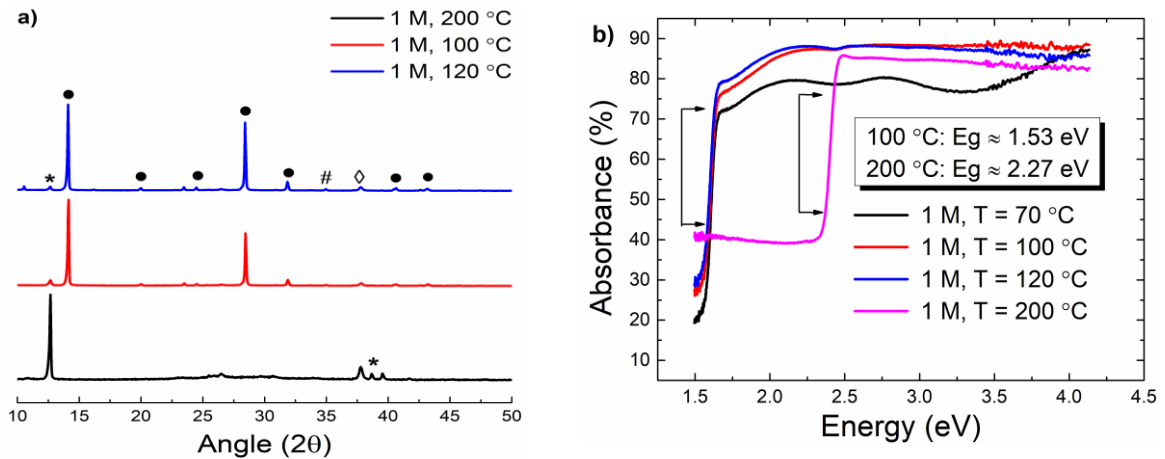 a)
1 M, 200 °C
1 M, 100 °C
1 M, 120 °C
* # ◊
*
10 15 20 25 30 35 40 45 50
Angle (2θ)
b)
90
80
70
60
50
40
30
20
10
Absorbance (%)
100 °C: Eg ≈ 1.53 eV
200 °C: Eg ≈ 2.27 eV
1 M, T = 70 °C
1 M, T = 100 °C
1 M, T = 120 °C
1 M, T = 200 °C
1.5 2.0 2.5 3.0 3.5 4.0 4.5
Energy (eV)